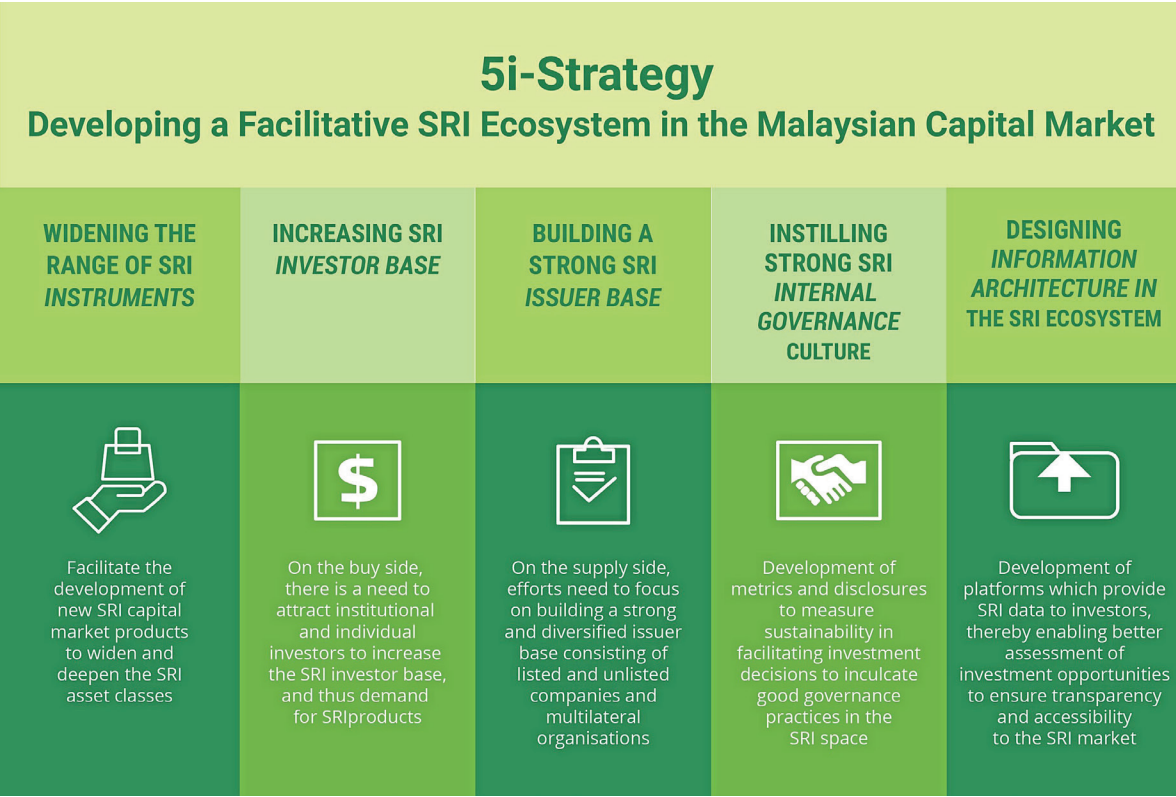 5i-Strategy
Developing a Facilitative SRI Ecosystem in the Malaysian Capital Market
WIDENING THE
RANGE OF SRI
INSTRUMENTS
INCREASING SRI
INVESTOR BASE
BUILDING A
STRONG SRI
ISSUER BASE
INSTILLING
STRONG SRI
INTERNAL
GOVERNANCE
CULTURE
DESIGNING
INFORMATION
ARCHITECTURE IN
THE SRI ECOSYSTEM
$
Facilitate the
development of
new SRI capital
market products
to widen and
deepen the SRI
asset classes
On the buy side,
there is a need to
attract institutional
and individual
investors to increase
the SRI investor base,
and thus demand
for SRIproducts
On the supply side,
efforts need to focus
on building a strong
and diversified issuer
base consisting of
listed and unlisted
companies and
multilateral
organisations
Development of
metrics and disclosures
to measure
sustainability in
facilitating investment
decisions to inculcate
good governance
practices in the
SRI space
Development of
platforms which provide
SRI data to investors,
thereby enabling better
assessment of
investment opportunities
to ensure transparency
and accessibility
to the SRI market